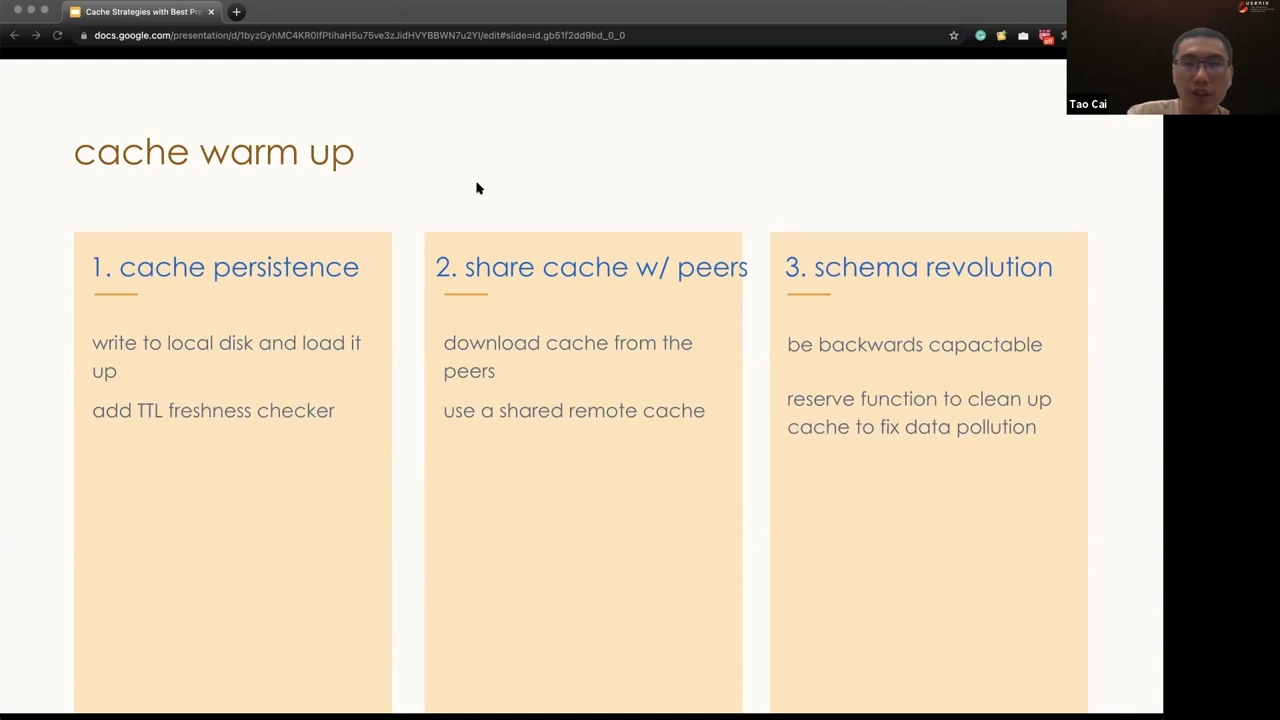 Cache Strategies with Best Pra
docs.google.com/presentation/d/1byzGyhMC4KR0lfPtihaH5u75ve3zJidHVYBBWN7u2YI/edit#slide=id.gb51f2dd9bd_0_0
usenix
Tao Cai
cache warm up
1. cache persistence
write to local disk and load it
up
add TTL freshness checker
2. share cache w/ peers
download cache from the
peers
use a shared remote cache
3. schema revolution
be backwards capactable
reserve function to clean up
cache to fix data pollution